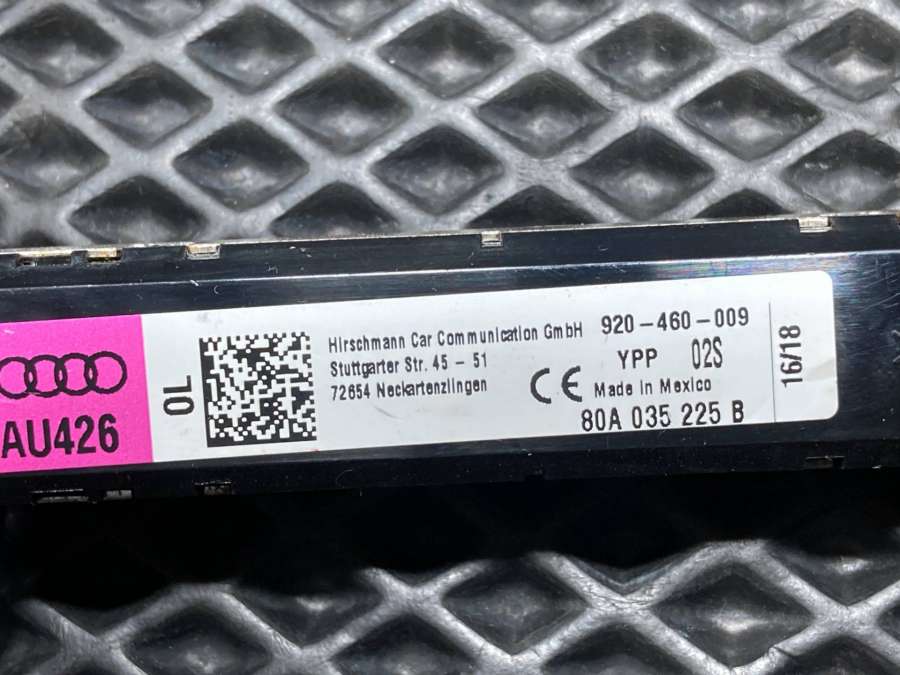 AU426
OL
Hirschmann Car Communication GmbH
Stuttgarter Str. 45 - 51
72654 Neckartenzlingen
CE
920-460-009
YPP 02S
Made in Mexico
80A 035 225 B
16/18